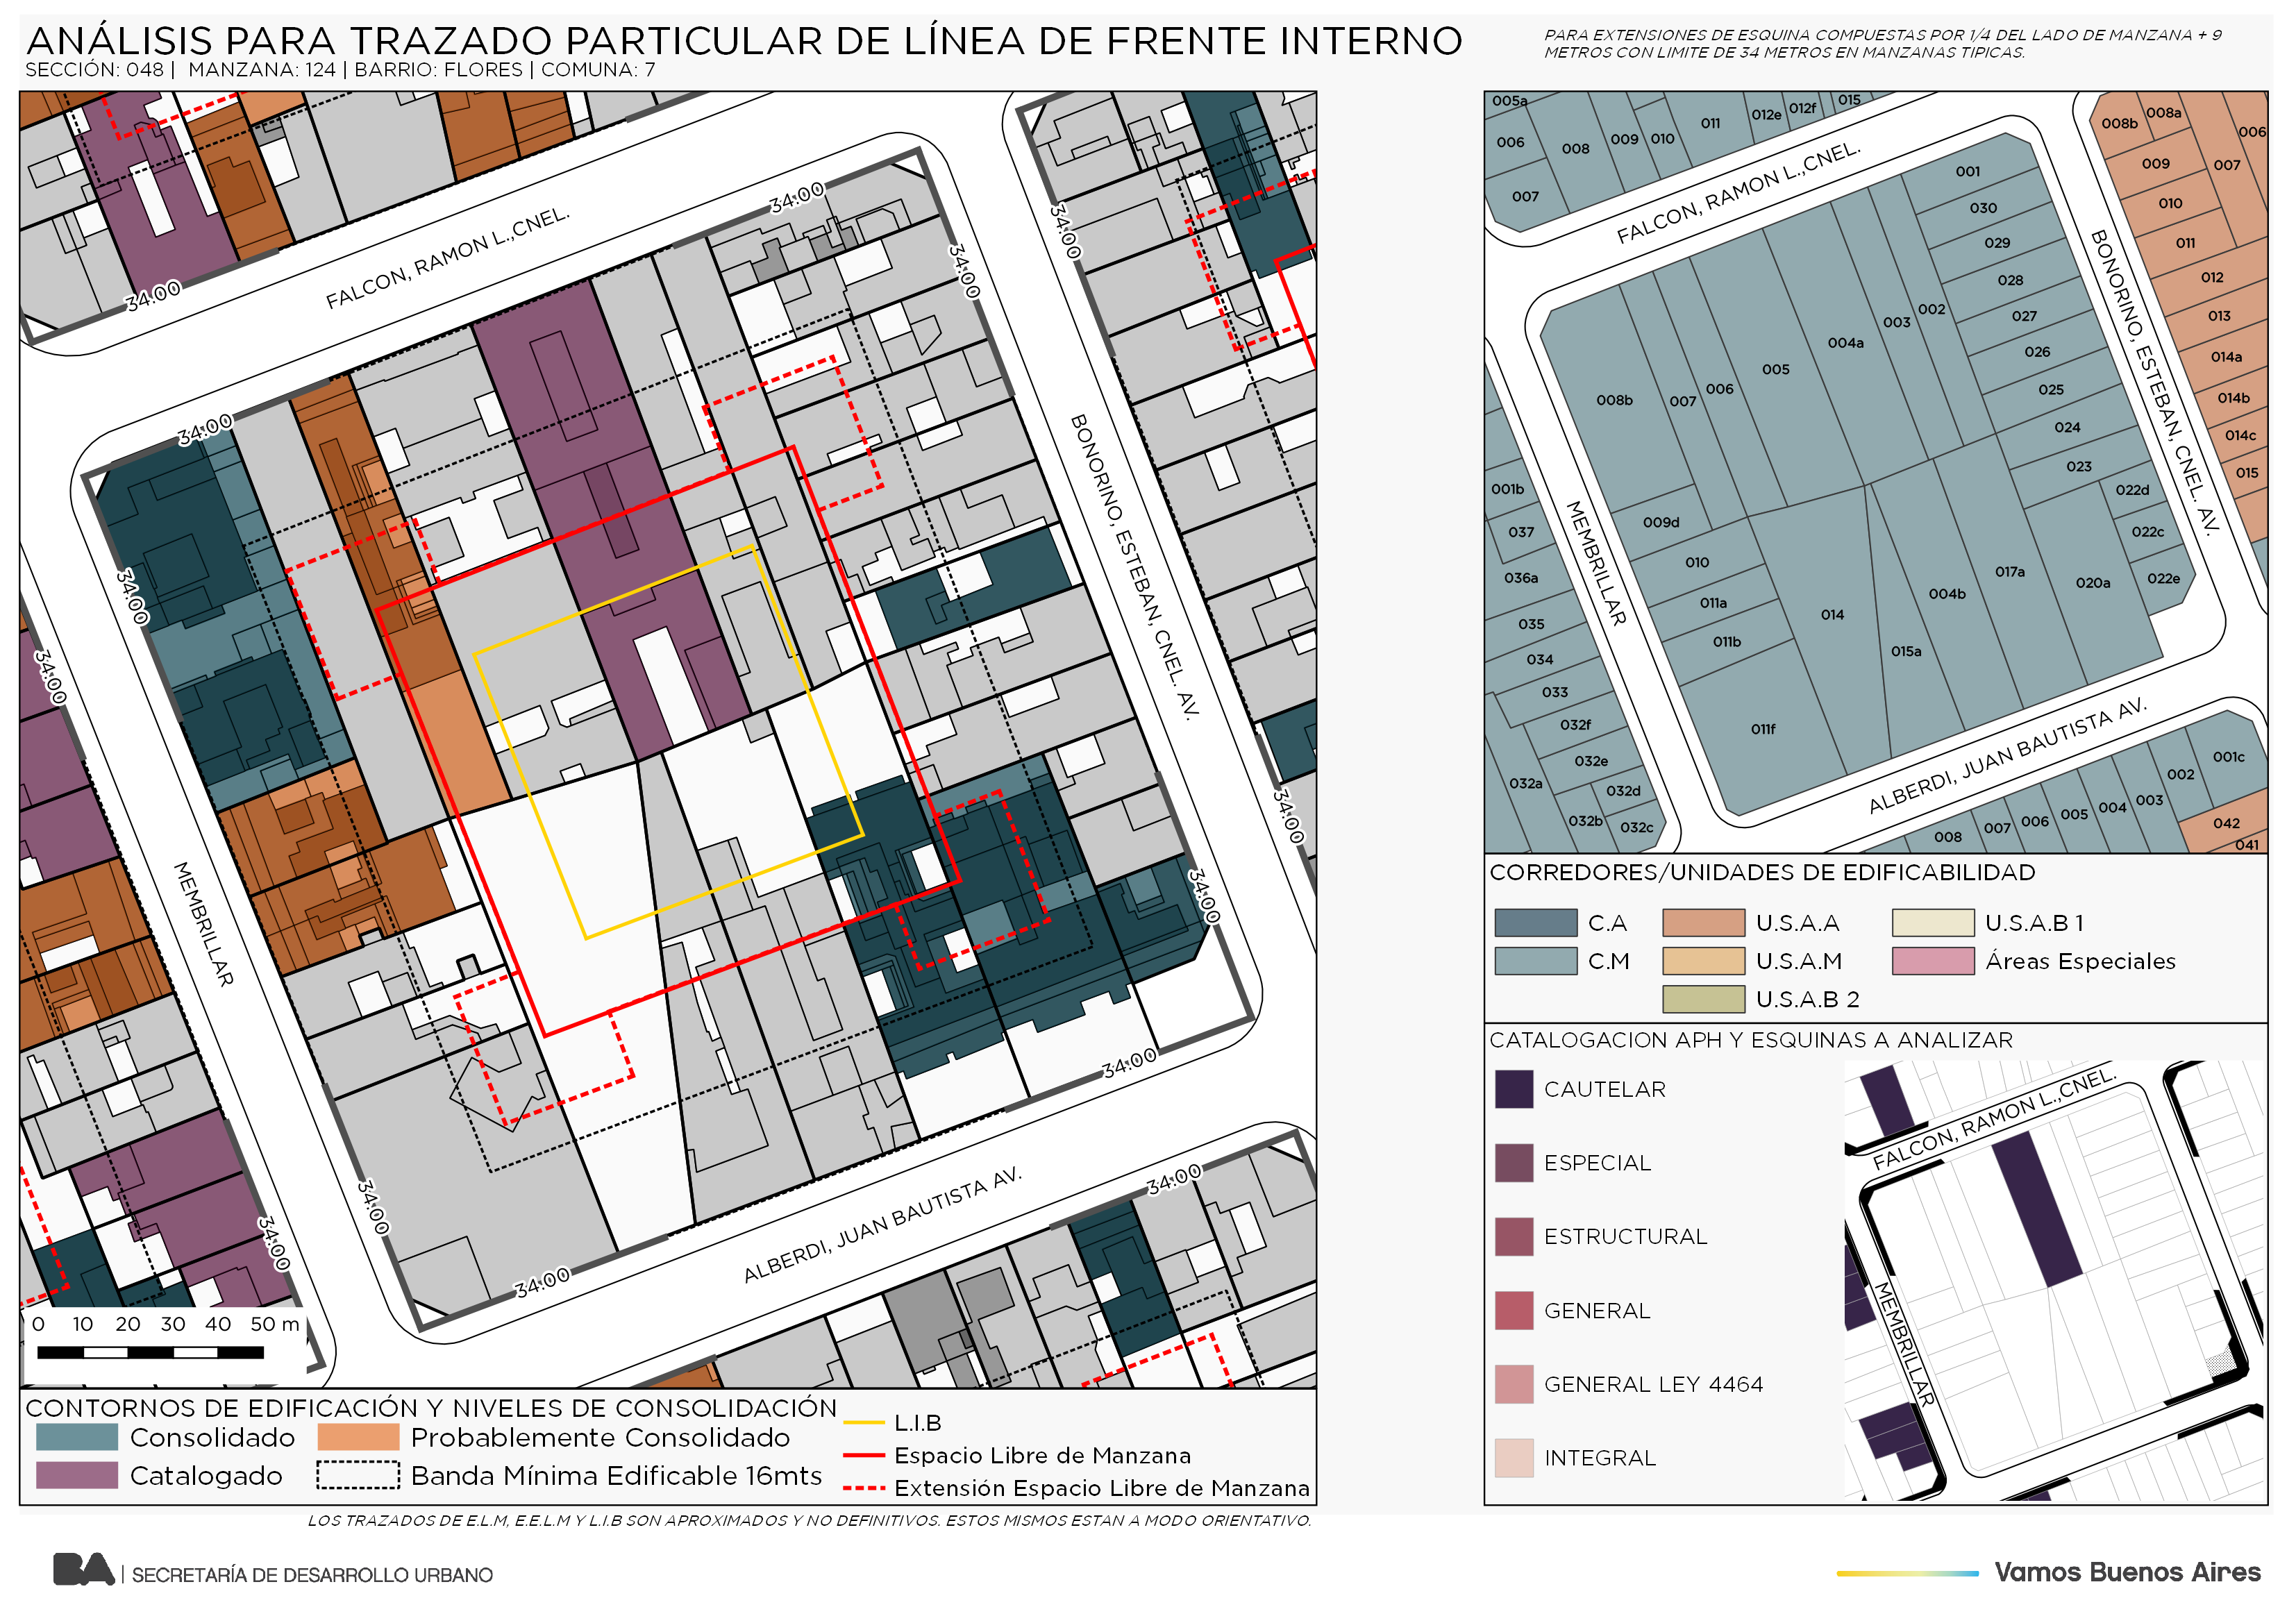 ANÁLISIS PARA TRAZADO PARTICULAR DE LÍNEA DE FRENTE INTERNO
SECCIÓN: 048 | MANZANA: 124 | BARRIO: FLORES | COMUNA: 7
PARA EXTENSIONES DE ESQUINA COMPUESTAS POR 1/4 DEL LADO DE MANZANA + 9
METROS CON LIMITE DE 34 METROS EN MANZANAS TIPICAS.
34.00
FALCON, RAMON L.,CNEL.
34.00
34.00
34.00
34.00
34.00
34.00
34.00
BONORINO, ESTEBAN, CNEL. AV.
MEMBRILLAR
34.00
34.00
34.00
34.00
34.00
34.00
34.00
ALBERDI, JUAN BAUTISTA AV.
0 10 20 30 40 50 m
CONTORNOS DE EDIFICACIÓN Y NIVELES DE CONSOLIDACIÓN
Consolidado
Probablemente Consolidado
Catalogado
Banda Mínima Edificable 16mts
L.I.B
Espacio Libre de Manzana
Extensión Espacio Libre de Manzana
LOS TRAZADOS DE E.L.M, E.E.L.M Y L.I.B SON APROXIMADOS Y NO DEFINITIVOS. ESTOS MISMOS ESTAN A MODO ORIENTATIVO.
005a
006
007
008
009
010
011
012e
012f
015
008b
008a
006
009
007
010
011
012
013
014a
014b
014c
015
FALCON, RAMON L.,CNEL.
BONORINO, ESTEBAN, CNEL. AV.
MEMBRILLAR
ALBERDI, JUAN BAUTISTA AV.
001
030
029
028
027
026
025
024
023
022d
022c
022e
002
003
004a
005
006
007
008b
009d
010
011a
011b
011f
014
015a
004b
017a
020a
001b
037
036a
035
034
033
032f
032e
032d
032a
032b
032c
008
007
006
005
004
003
002
001c
042
041
CORREDORES/UNIDADES DE EDIFICABILIDAD
C.A
U.S.A.A
U.S.A.B 1
C.M
U.S.A.M
Áreas Especiales
U.S.A.B 2
CATALOGACION APH Y ESQUINAS A ANALIZAR
CAUTELAR
ESPECIAL
ESTRUCTURAL
GENERAL
GENERAL LEY 4464
INTEGRAL
FALCON, RAMON L.,CNEL.
MEMBRILLAR
BA | SECRETARÍA DE DESARROLLO URBANO
Vamos Buenos Aires